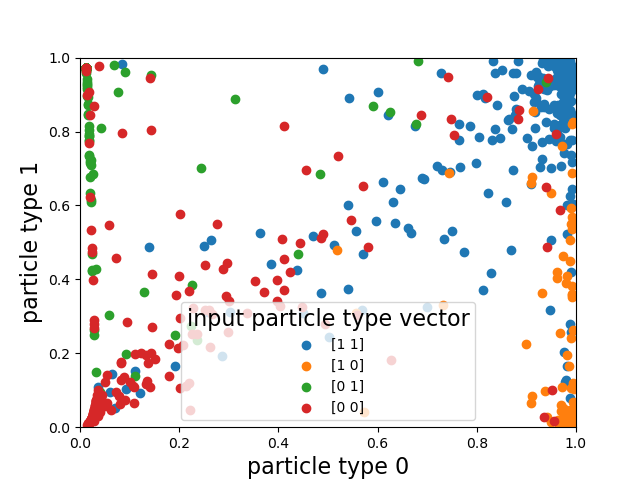 1.0
0.8
0.6
0.4
0.2
0.0
particle type 1
input particle type vector
[1 1]
[1 0]
[0 1]
[0 0]
0.0 0.2 0.4 0.6 0.8 1.0
particle type 0